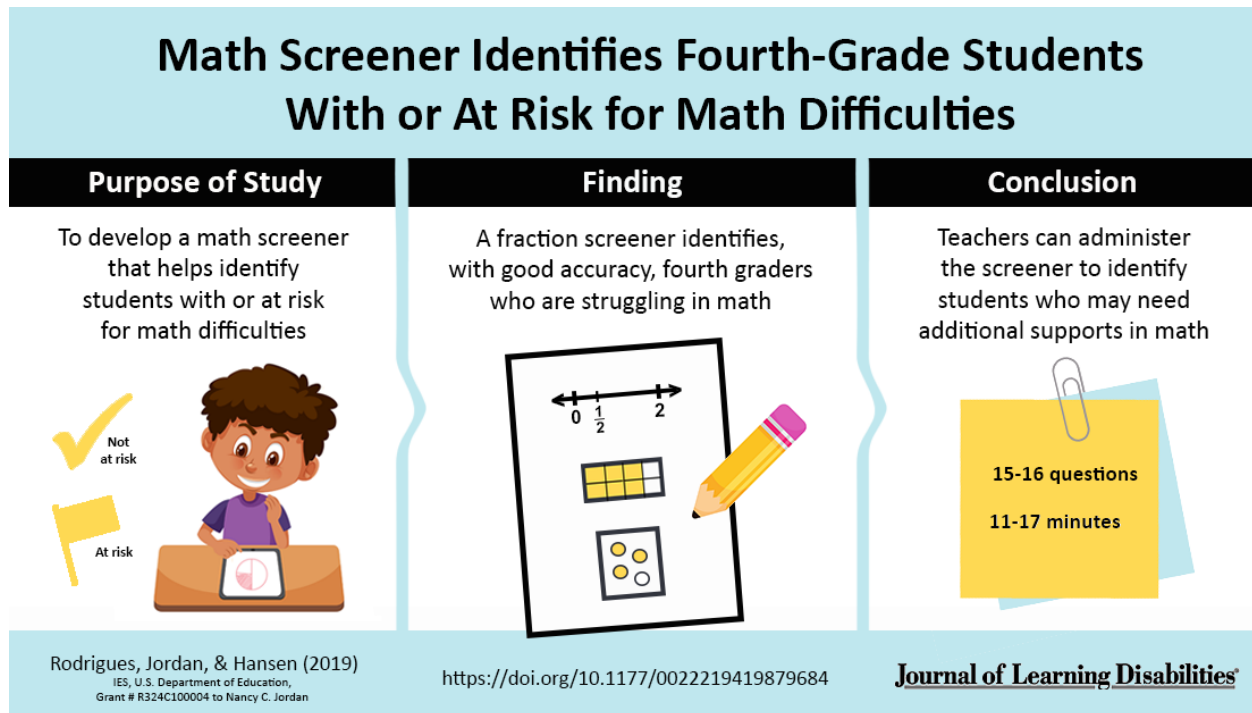 Math Screener Identifies Fourth-Grade Students
With or At Risk for Math Difficulties
Purpose of Study
To develop a math screener
that helps identify
students with or at risk
for math difficulties
Not
at risk
At risk
Finding
A fraction screener identifies,
with good accuracy, fourth graders
who are struggling in math
0 1/2 2
Conclusion
Teachers can administer
the screener to identify
students who may need
additional supports in math
15-16 questions
11-17 minutes
Rodrigues, Jordan, & Hansen (2019)
IES, U.S. Department of Education,
Grant # R324C100004 to Nancy C. Jordan
https://doi.org/10.1177/0022219419879684
Journal of Learning Disabilities®